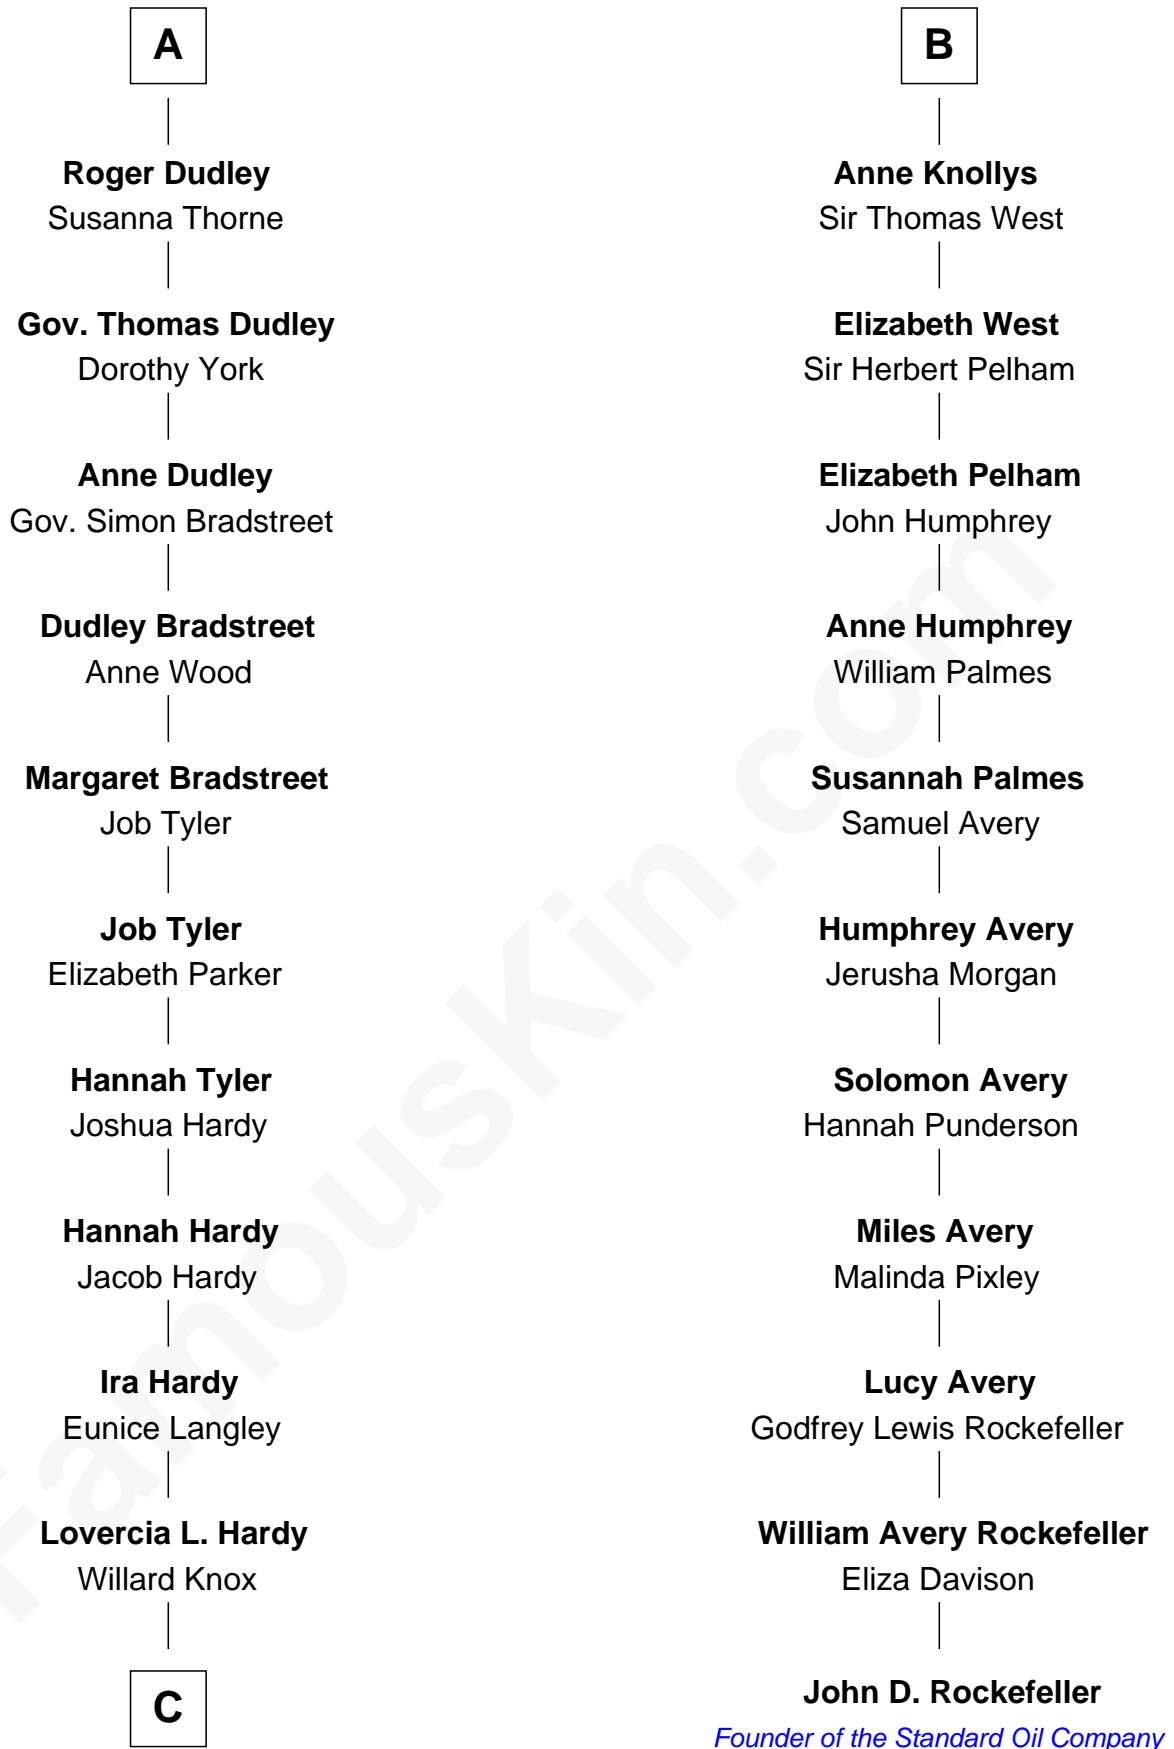 A
Roger Dudley
Susanna Thorne
Gov. Thomas Dudley
Dorothy York
Anne Dudley
Gov. Simon Bradstreet
Dudley Bradstreet
Anne Wood
Margaret Bradstreet
Job Tyler
Job Tyler
Elizabeth Parker
Hannah Tyler
Joshua Hardy
Hannah Hardy
Jacob Hardy
Ira Hardy
Eunice Langley
Lovercia L. Hardy
Willard Knox
C
B
Anne Knollys
Sir Thomas West
Elizabeth West
Sir Herbert Pelham
Elizabeth Pelham
John Humphrey
Anne Humphrey
William Palmes
Susannah Palmes
Samuel Avery
Humphrey Avery
Jerusha Morgan
Solomon Avery
Hannah Punderson
Miles Avery
Malinda Pixley
Lucy Avery
Godfrey Lewis Rockefeller
William Avery Rockefeller
Eliza Davison
John D. Rockefeller
Founder of the Standard Oil Company
FamousKin.com